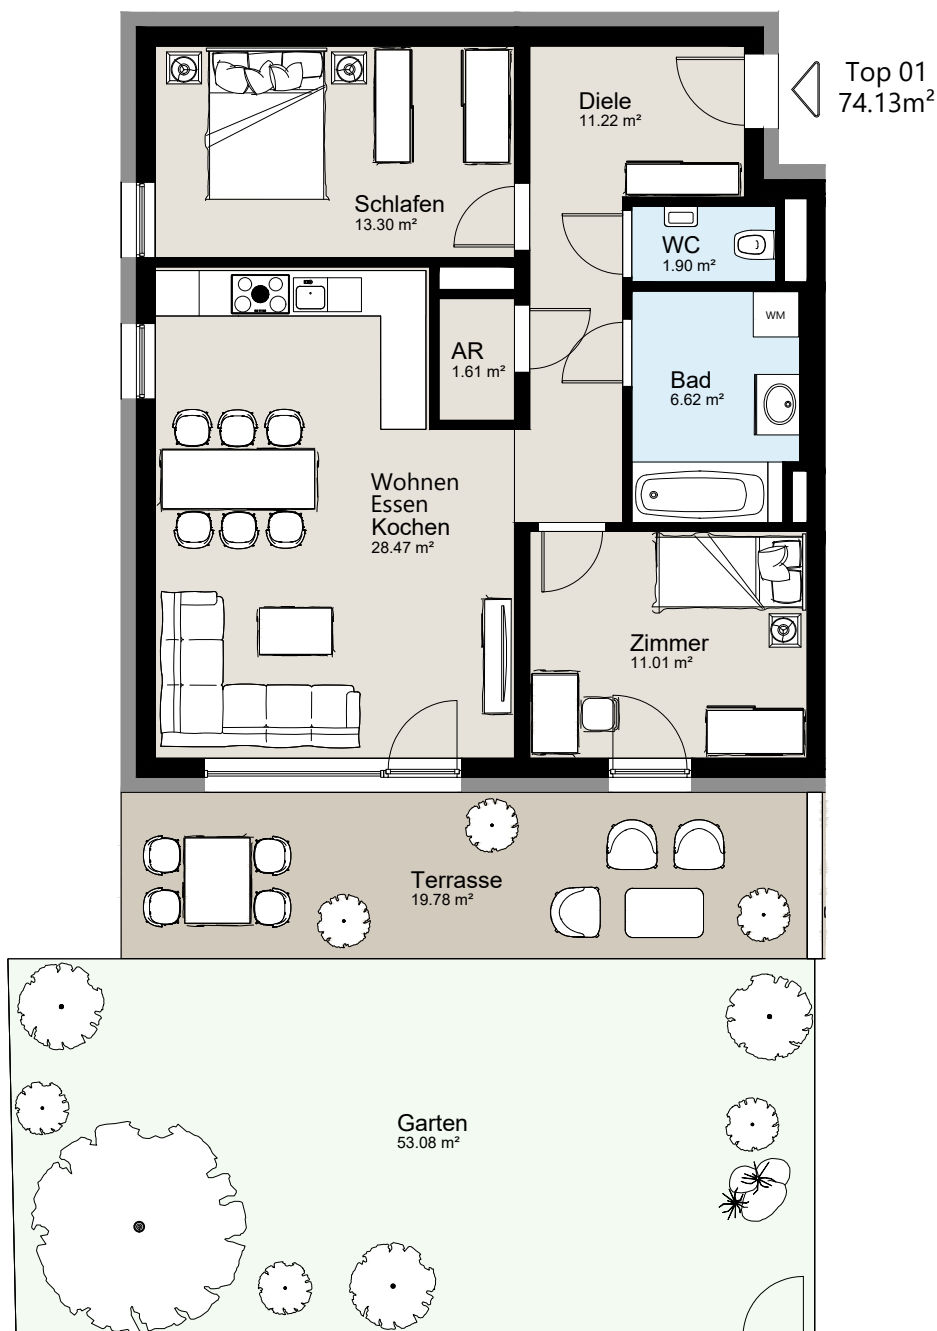 Top 01
74.13m²
Diele
11.22 m²
Schlafen
13.30 m²
WC
1.90 m²
WM
AR
1.61 m²
Bad
6.62 m²
Wohnen
Essen
Kochen
28.47 m²
Zimmer
11.01 m²
Terrasse
19.78 m²
Garten
53.08 m²